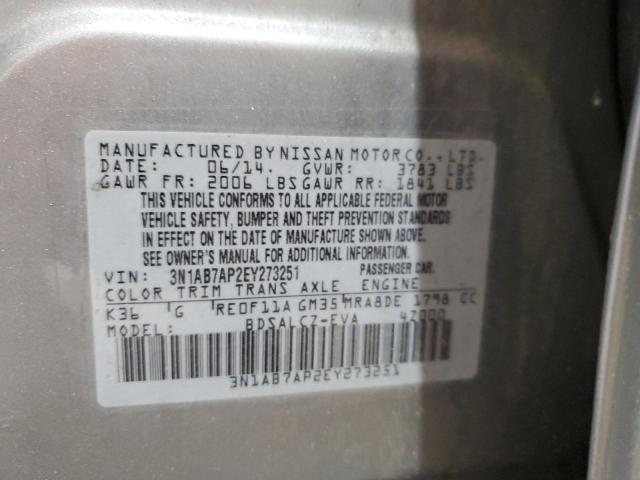 MANUFACTURED BY NISSAN MOTOR CO., LTD.
DATE: 06/14. GVWR: 3783 LBS
GAWR FR: 2006 LBS GAWR RR: 1841 LBS
THIS VEHICLE CONFORMS TO ALL APPLICABLE FEDERAL MOTOR
VEHICLE SAFETY, BUMPER AND THEFT PREVENTION STANDARDS
IN EFFECT ON THE DATE OF MANUFACTURE SHOWN ABOVE.
SEE OWNER'S MANUAL FOR ADDITIONAL INFORMATION.
VIN: 3N1AB7AP2EY273251 PASSENGER CAR.
COLOR TRIM TRANS AXLE ENGINE
K36 G RE0F11A GM35 MRA8DE 1798 CC
MODEL: BDSALCZ-EVA 4Z000
3N1AB7AP2EY273251